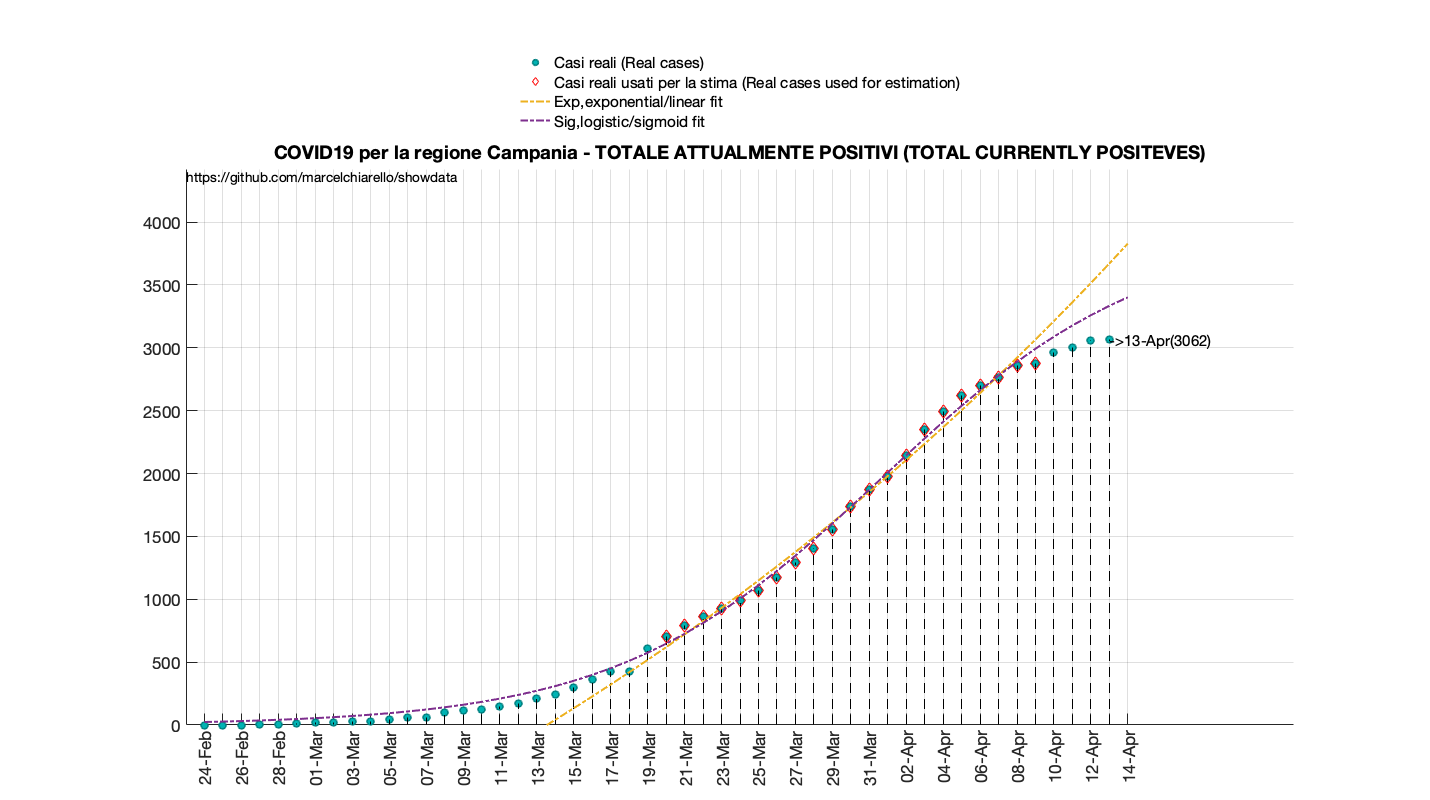 Casi reali (Real cases)
Casi reali usati per la stima (Real cases used for estimation)
Exp,exponential/linear fit
Sig,logistic/sigmoid fit
COVID19 per la regione Campania - TOTALE ATTUALMENTE POSITIVI (TOTAL CURRENTLY POSITEVES)
https://github.com/marcelchiarello/showdata
4000
3500
3000
2500
2000
1500
1000
500
0
>13-Apr(3062)
24-Feb
26-Feb
28-Feb
01-Mar
03-Mar
05-Mar
07-Mar
09-Mar
11-Mar
13-Mar
15-Mar
17-Mar
19-Mar
21-Mar
23-Mar
25-Mar
27-Mar
29-Mar
31-Mar
02-Apr
04-Apr
06-Apr
08-Apr
10-Apr
12-Apr
14-Apr